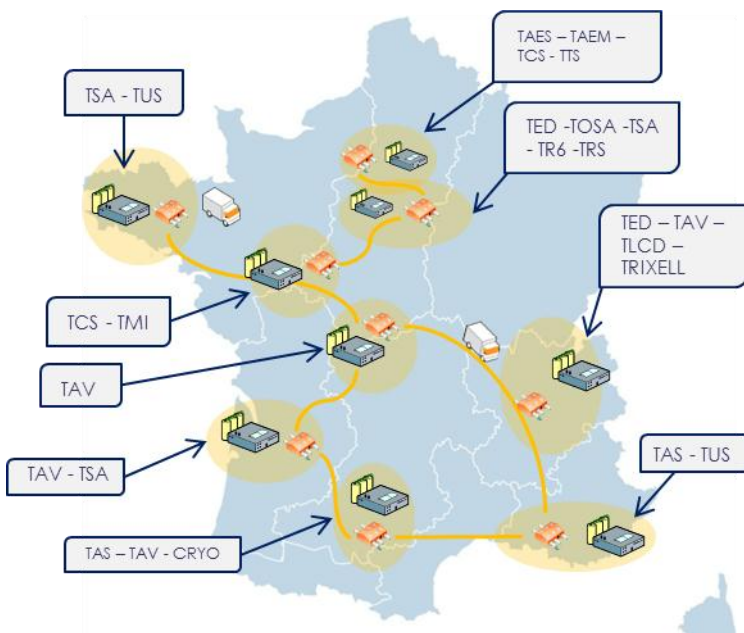 TAES – TAEM –
TCS - TTS
TSA - TUS
TED -TOSA -TSA
- TR6 -TRS
TED – TAV –
TLCD –
TRIXELL
TCS - TMI
TAV
TAV - TSA
TAS - TUS
TAS – TAV - CRYO